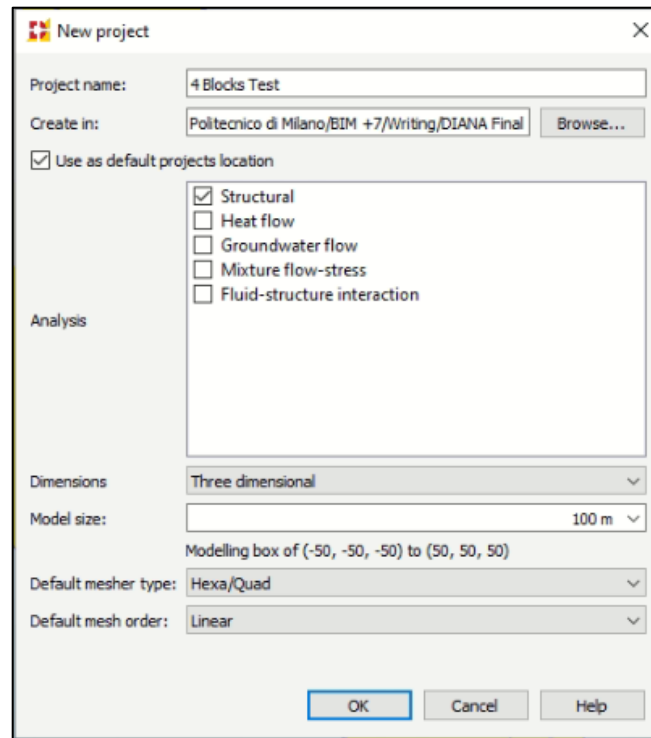 New project
Project name: 4 Blocks Test
Create in: Politecnico di Milano/BIM +7/Writing/DIANA Final Browse...
Use as default projects location
Structural
Heat flow
Groundwater flow
Mixture flow-stress
Fluid-structure interaction
Analysis
Dimensions Three dimensional
Model size: 100 m
Modelling box of (-50, -50, -50) to (50, 50, 50)
Default mesher type: Hexa/Quad
Default mesh order: Linear
OK Cancel Help